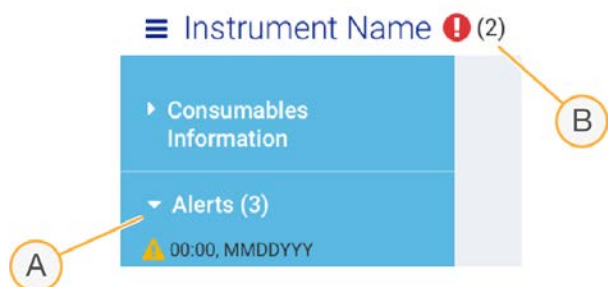 Instrument Name (2)
Consumables
Information
Alerts (3)
00:00, MMDDYYY
A
B